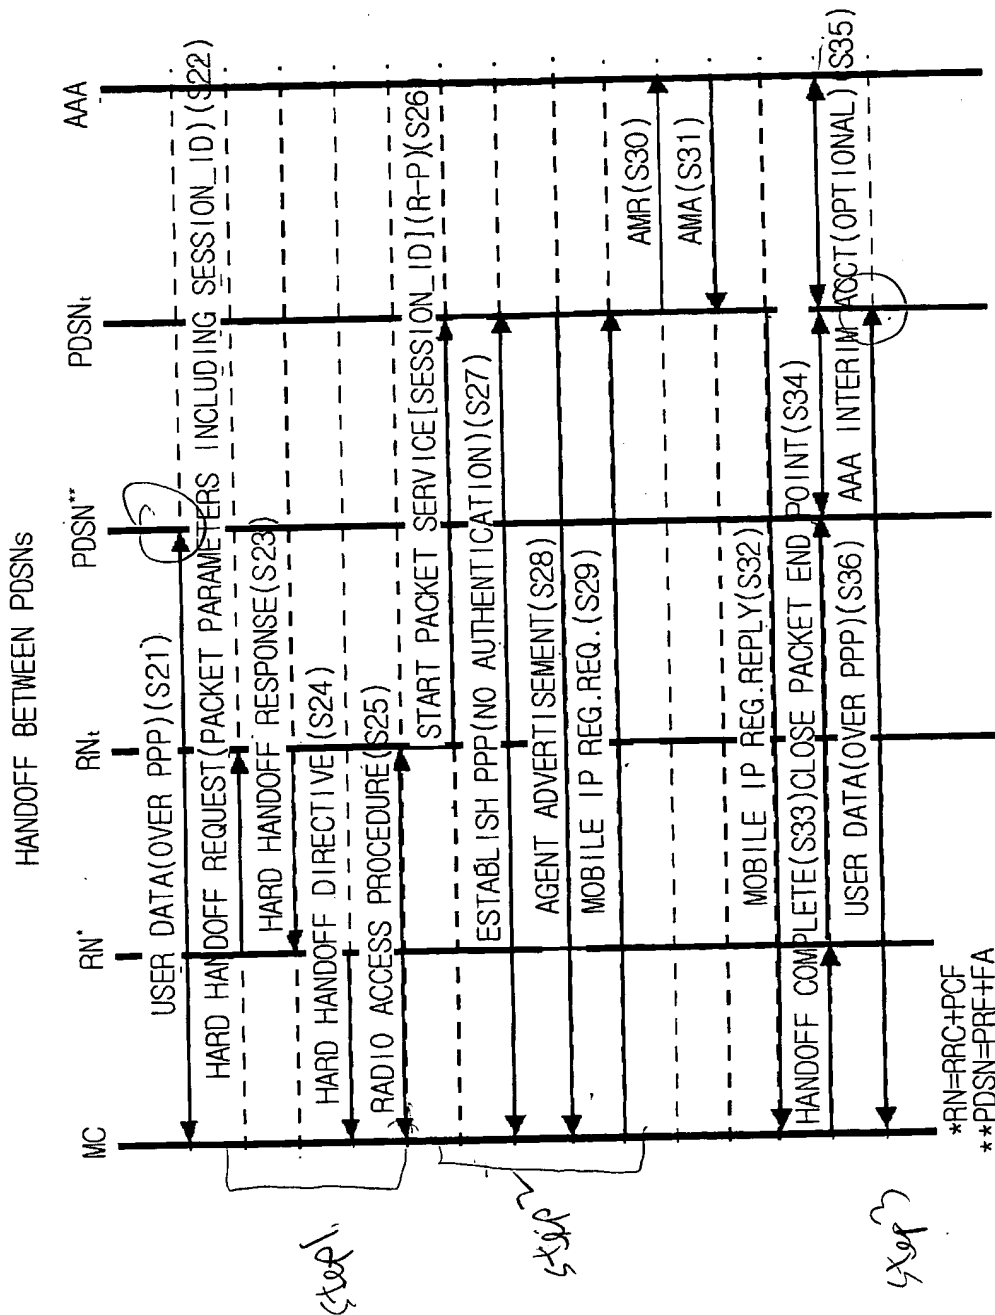 HANDOFF BETWEEN PDSNs
MC
RN*
RNt
PDSN**
PDSNt
AAA
USER DATA(OVER PPP)(S21)
HARD HANDOFF REQUEST(PACKET PARAMETERS INCLUDING SESSION_ID)(S22)
HARD HANDOFF RESPONSE(S23)
HARD HANDOFF DIRECTIVE(S24)
RADIO ACCESS PROCEDURE(S25)
START PACKET SERVICE[SESSION_ID](R-P)(S26)
ESTABLISH PPP(NO AUTHENTICATION)(S27)
AGENT ADVERTISEMENT(S28)
MOBILE IP REG.REQ.(S29)
AMR(S30)
AMA(S31)
MOBILE IP REG.REPLY(S32)
HANDOFF COMPLETE(S33)CLOSE PACKET END POINT(S34)
AAA INTERIM ACCT(OPTIONAL)(S35)
USER DATA(OVER PPP)(S36)
*RN=RRC+PCF
**PDSN=PRF+FA
step1.
step2
step3